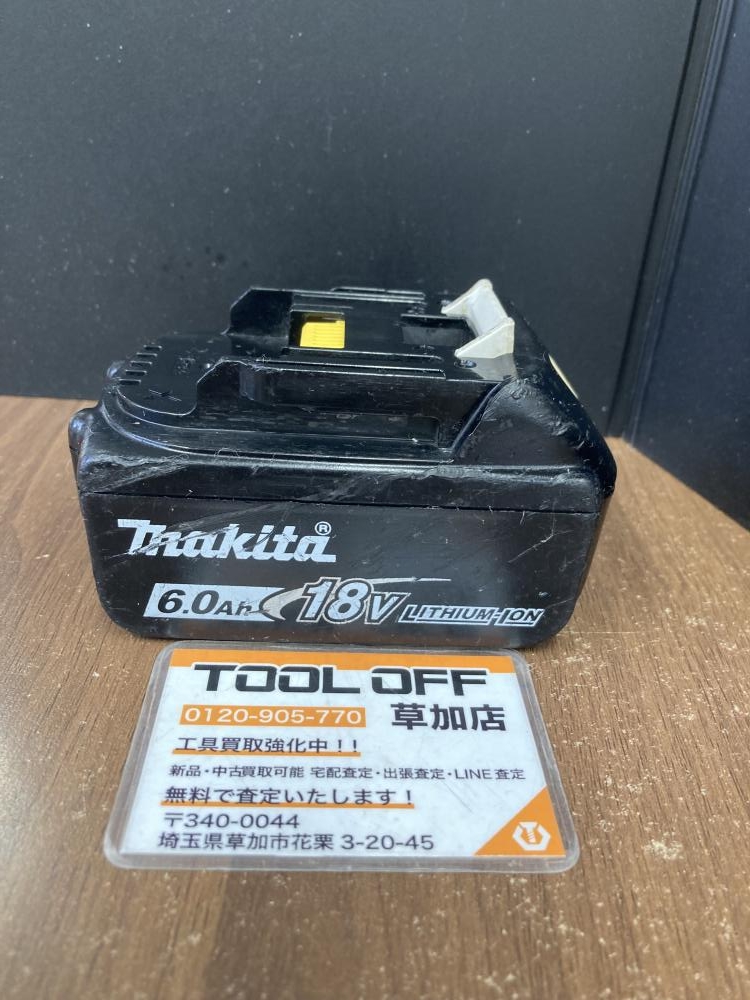 makita®
6.0Ah 18V LITHIUM-ION
TOOL OFF
0120-905-770 草加店
工具買取強化中！！
新品・中古買取可能 宅配査定・出張査定・LINE査定
無料で査定いたします！
〒340-0044
埼玉県草加市花栗 3-20-45